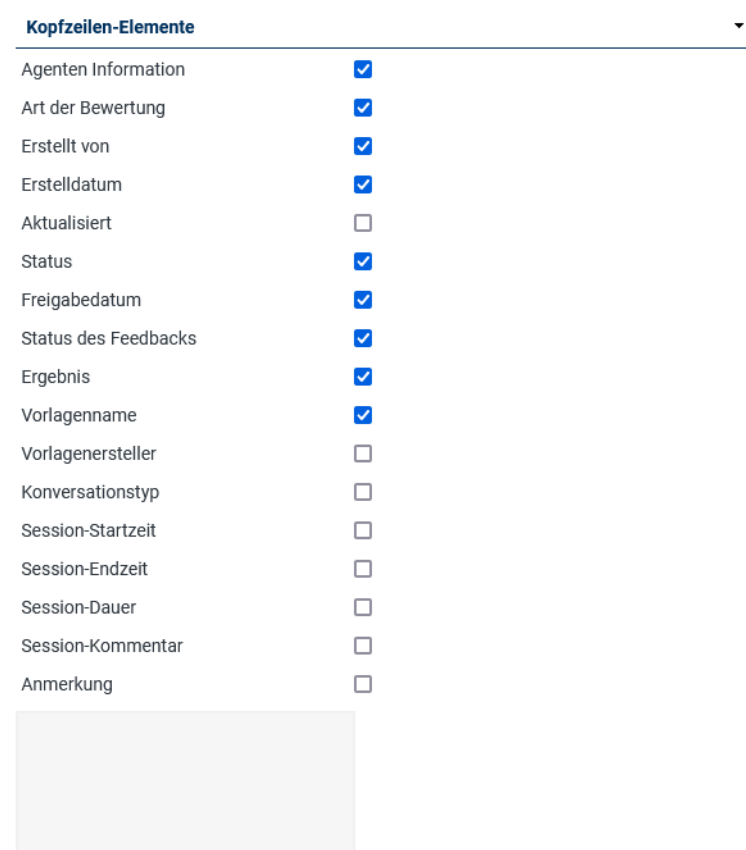 Kopfzeilen-Elemente
Agenten Information
Art der Bewertung
Erstellt von
Erstelldatum
Aktualisiert
Status
Freigabedatum
Status des Feedbacks
Ergebnis
Vorlagenname
Vorlagenersteller
Konversationstyp
Session-Startzeit
Session-Endzeit
Session-Dauer
Session-Kommentar
Anmerkung